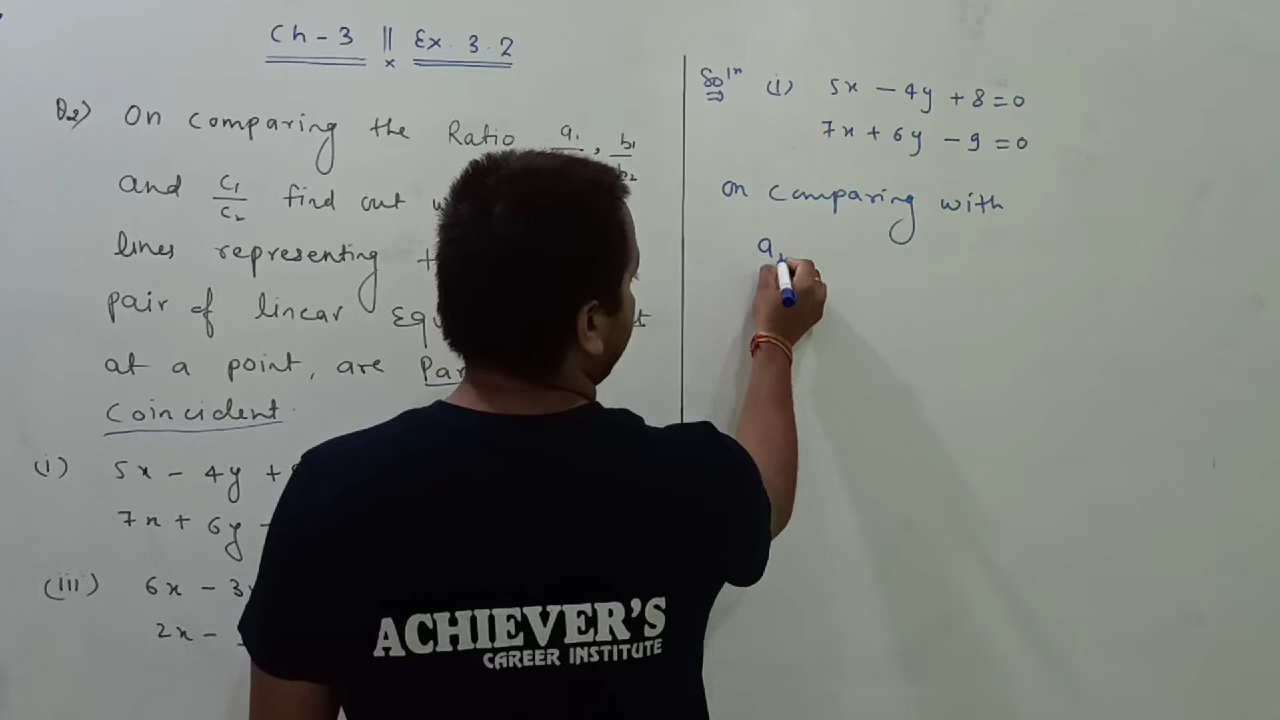 Ch - 3 || Ex. 3.2
Q2) On comparing the Ratio a₁, b₁/b₂
and c₁/c₂ find out
lines representing
pair of linear
at a point, are Par
Coincident.
(i) 5x - 4y +
7x + 6y -
(iii) 6x - 3
2x -
Solⁿ (i) 5x - 4y + 8 = 0
7x + 6y - 9 = 0
on comparing with
a₁
ACHIEVER'S
CAREER INSTITUTE